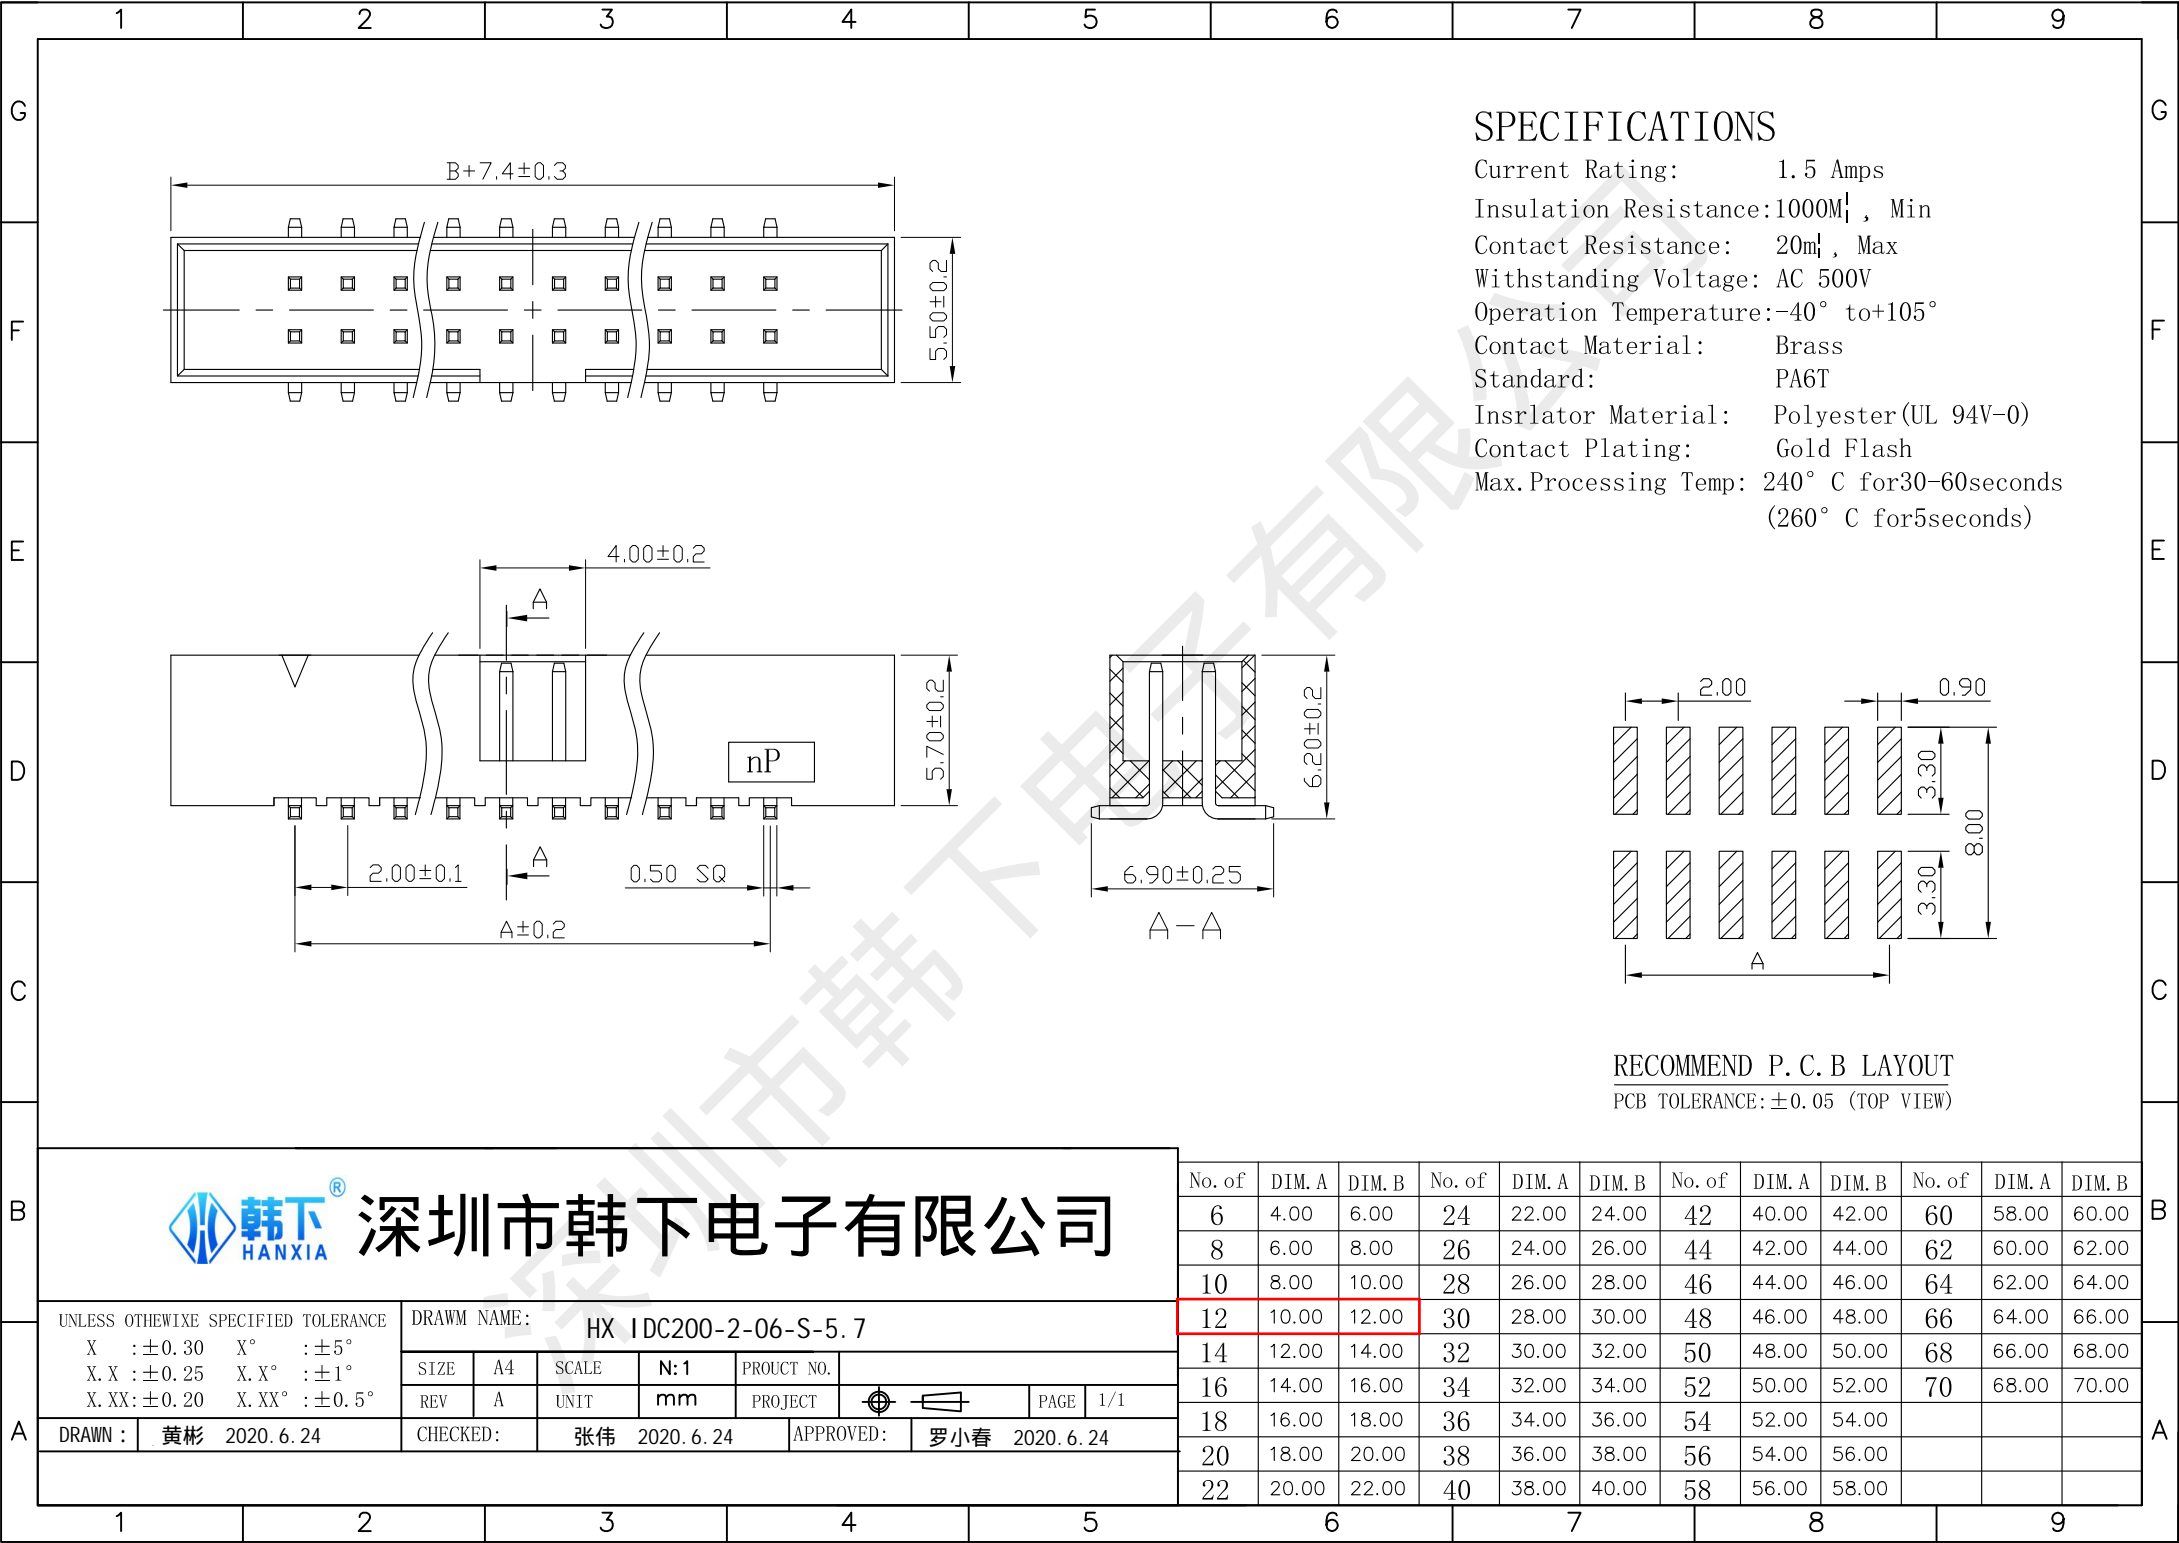 1 2 3 4 5 6 7 8 9
G G
F F
E E
D D
C C
B B
A A
B+7.4±0.3
5.50±0.2
SPECIFICATIONS
Current Rating: 1.5 Amps
Insulation Resistance:1000M¦, Min
Contact Resistance: 20m¦, Max
Withstanding Voltage: AC 500V
Operation Temperature:-40° to+105°
Contact Material: Brass
Standard: PA6T
Insrlator Material: Polyester(UL 94V-0)
Contact Plating: Gold Flash
Max.Processing Temp: 240° C for30-60seconds
(260° C for5seconds)
4.00±0.2
A
nP
5.70±0.2
2.00±0.1
A
0.50 SQ
A±0.2
6.20±0.2
6.90±0.25
A-A
2.00
0.90
3.30
8.00
3.30
A
RECOMMEND P.C.B LAYOUT
PCB TOLERANCE:±0.05 (TOP VIEW)
深圳市韩下电子有限公司
韩下®
HANXIA
深圳市韩下电子有限公司
UNLESS OTHEWIXE SPECIFIED TOLERANCE
X :±0.30 X° :±5°
X.X :±0.25 X.X° :±1°
X.XX:±0.20 X.XX° :±0.5°
DRAWM NAME: HX IDC200-2-06-S-5.7
SIZE A4 SCALE N:1 PROUCT NO.
REV A UNIT mm PROJECT PAGE 1/1
DRAWN: 黄彬 2020.6.24 CHECKED: 张伟 2020.6.24 APPROVED: 罗小春 2020.6.24
No.of DIM.A DIM.B No.of DIM.A DIM.B No.of DIM.A DIM.B No.of DIM.A DIM.B
6 4.00 6.00 24 22.00 24.00 42 40.00 42.00 60 58.00 60.00
8 6.00 8.00 26 24.00 26.00 44 42.00 44.00 62 60.00 62.00
10 8.00 10.00 28 26.00 28.00 46 44.00 46.00 64 62.00 64.00
12 10.00 12.00 30 28.00 30.00 48 46.00 48.00 66 64.00 66.00
14 12.00 14.00 32 30.00 32.00 50 48.00 50.00 68 66.00 68.00
16 14.00 16.00 34 32.00 34.00 52 50.00 52.00 70 68.00 70.00
18 16.00 18.00 36 34.00 36.00 54 52.00 54.00
20 18.00 20.00 38 36.00 38.00 56 54.00 56.00
22 20.00 22.00 40 38.00 40.00 58 56.00 58.00
1 2 3 4 5 6 7 8 9